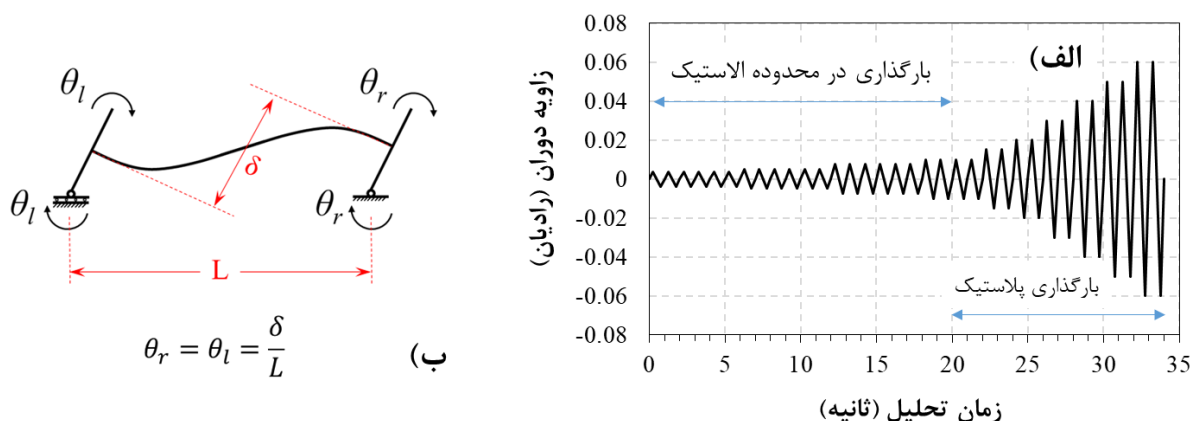 0.08
0.06
0.04
0.02
0
-0.02
-0.04
-0.06
-0.08
زاویه دوران (رادیان)
الف)
بارگذاری در محدوده الاستیک
بارگذاری پلاستیک
0 5 10 15 20 25 30 35
زمان تحلیل (ثانیه)
θl
θr
δ
θl
θr
L
θr = θl = δ/L
ب)